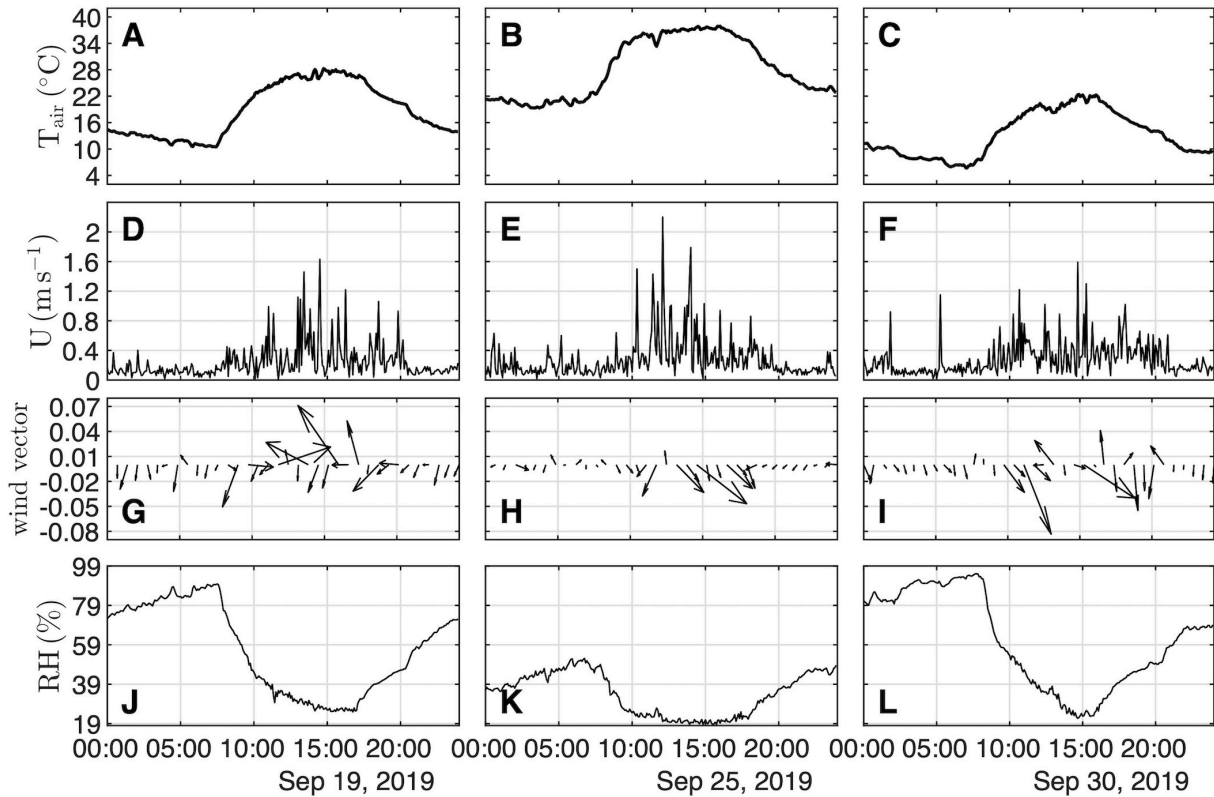 40
34
28
22
16
10
4
T_air (°C)
A
B
C
2
1.6
1.2
0.8
0.4
0
U (m s⁻¹)
D
E
F
0.07
0.04
0.01
-0.02
-0.05
-0.08
wind vector
G
H
I
99
79
59
39
19
RH (%)
J
K
L
00:00 05:00 10:00 15:00 20:00 00:00 05:00 10:00 15:00 20:00 00:00 05:00 10:00 15:00 20:00
Sep 19, 2019 Sep 25, 2019 Sep 30, 2019